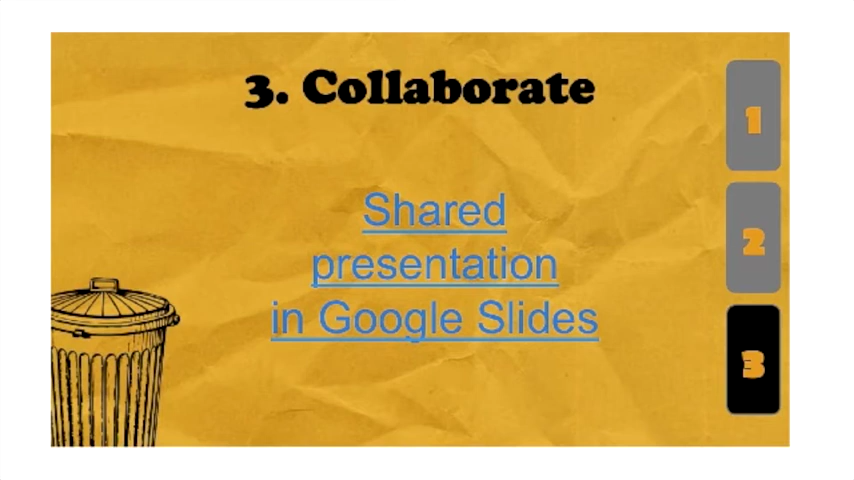 3. Collaborate
Shared
presentation
in Google Slides
1
2
3